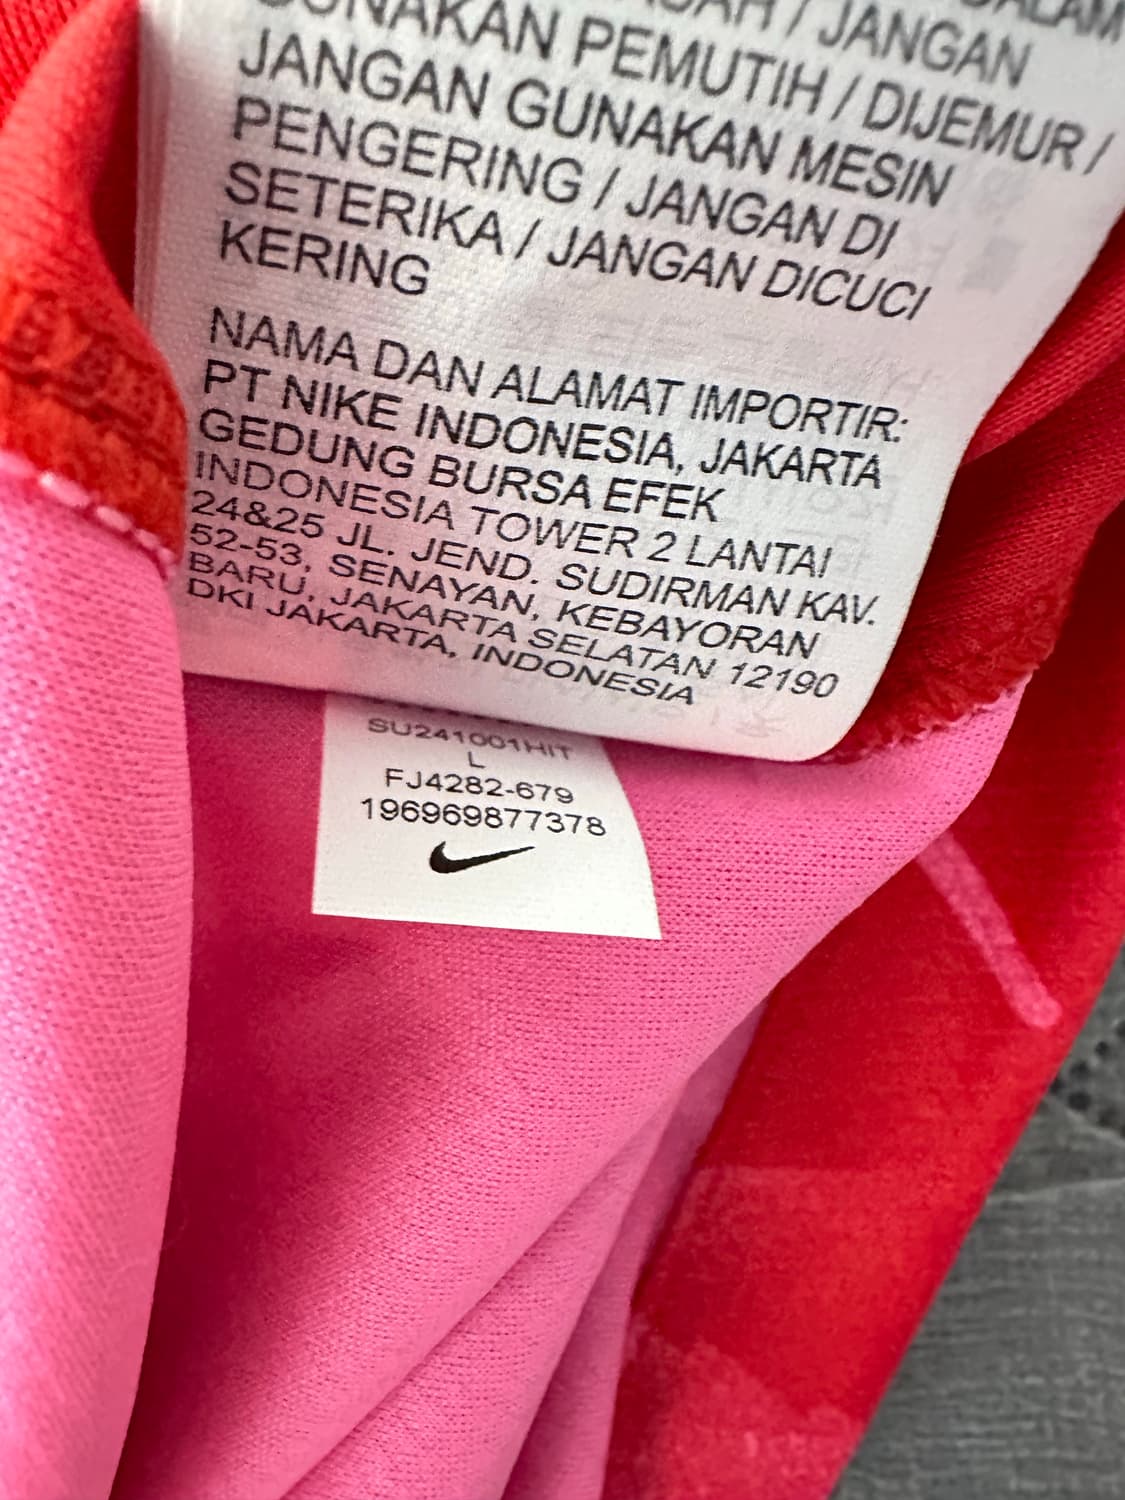 / JANGAN
GUNAKAN PEMUTIH / DIJEMUR /
JANGAN GUNAKAN MESIN
PENGERING / JANGAN DI
SETERIKA / JANGAN DICUCI
KERING
NAMA DAN ALAMAT IMPORTIR:
PT NIKE INDONESIA, JAKARTA
GEDUNG BURSA EFEK
INDONESIA TOWER 2 LANTAI
24&25 JL. JEND. SUDIRMAN KAV.
52-53, SENAYAN, KEBAYORAN
BARU, JAKARTA SELATAN 12190
DKI JAKARTA, INDONESIA
SU241001HIT
L
FJ4282-679
196969877378